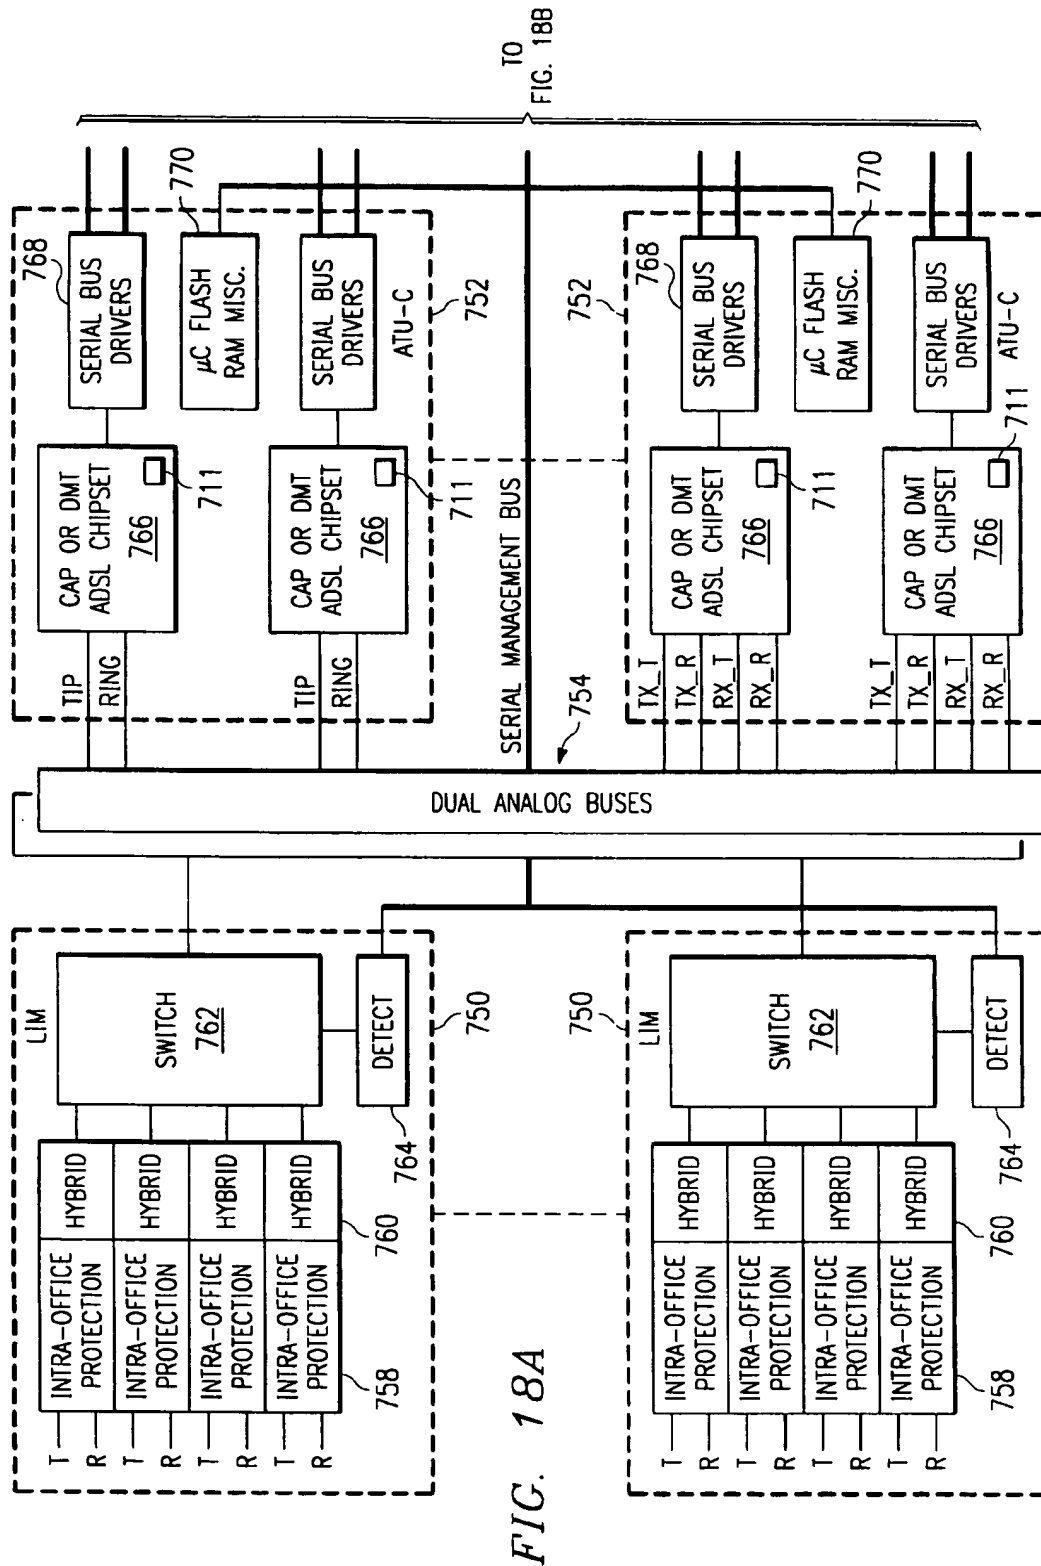 FIG. 18A
T
R
T
R
T
R
T
R
INTRA-OFFICE
PROTECTION
INTRA-OFFICE
PROTECTION
INTRA-OFFICE
PROTECTION
INTRA-OFFICE
PROTECTION
758
HYBRID
HYBRID
HYBRID
HYBRID
760
LIM
SWITCH
762
DETECT
764
750
T
R
T
R
T
R
T
R
INTRA-OFFICE
PROTECTION
INTRA-OFFICE
PROTECTION
INTRA-OFFICE
PROTECTION
INTRA-OFFICE
PROTECTION
758
HYBRID
HYBRID
HYBRID
HYBRID
760
LIM
SWITCH
762
DETECT
764
750
DUAL ANALOG BUSES
754
SERIAL MANAGEMENT BUS
TIP
RING
CAP OR DMT
ADSL CHIPSET
766
711
SERIAL BUS
DRIVERS
768
µC FLASH
RAM MISC.
770
TIP
RING
CAP OR DMT
ADSL CHIPSET
766
711
SERIAL BUS
DRIVERS
ATU-C
752
TX_T
TX_R
RX_T
RX_R
CAP OR DMT
ADSL CHIPSET
766
711
SERIAL BUS
DRIVERS
768
µC FLASH
RAM MISC.
770
TX_T
TX_R
RX_T
RX_R
CAP OR DMT
ADSL CHIPSET
766
711
SERIAL BUS
DRIVERS
ATU-C
752
TO
FIG. 18B